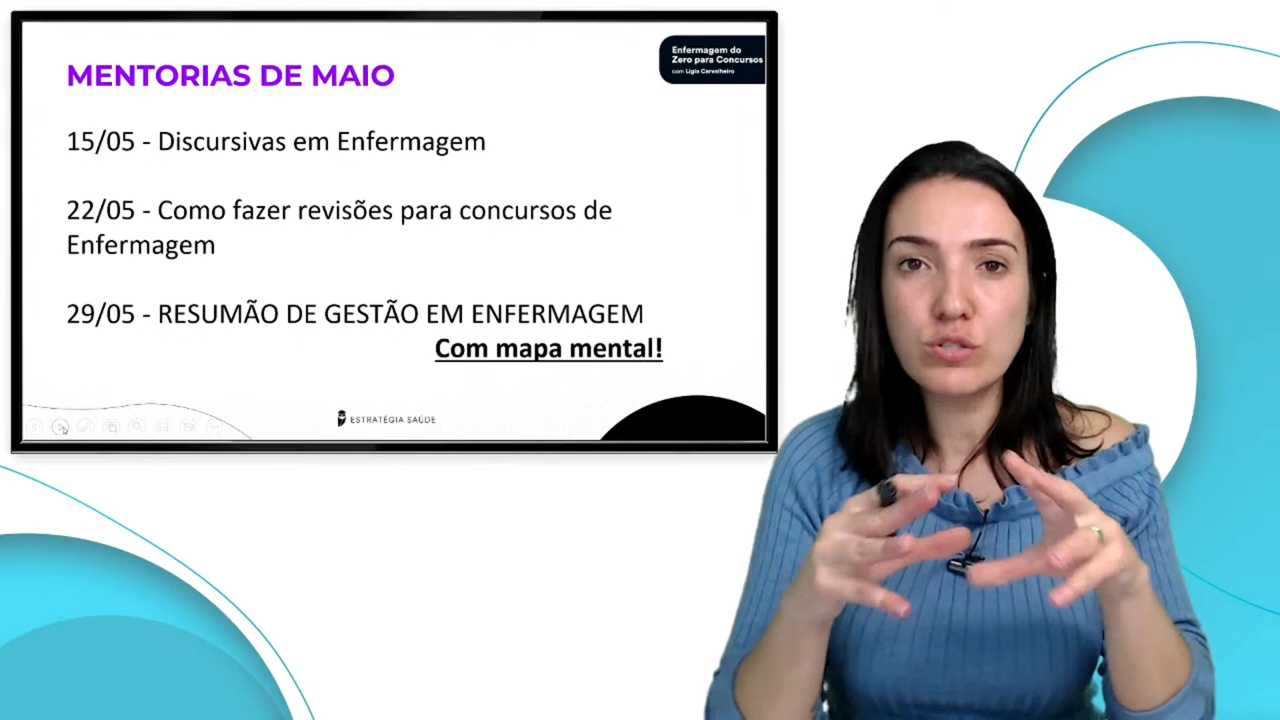 MENTORIAS DE MAIO
Enfermagem do
Zero para Concursos
com Ligia Carvalheiro
15/05 - Discursivas em Enfermagem
22/05 - Como fazer revisões para concursos de
Enfermagem
29/05 - RESUMÃO DE GESTÃO EM ENFERMAGEM
Com mapa mental!
ESTRATÉGIA SAÚDE